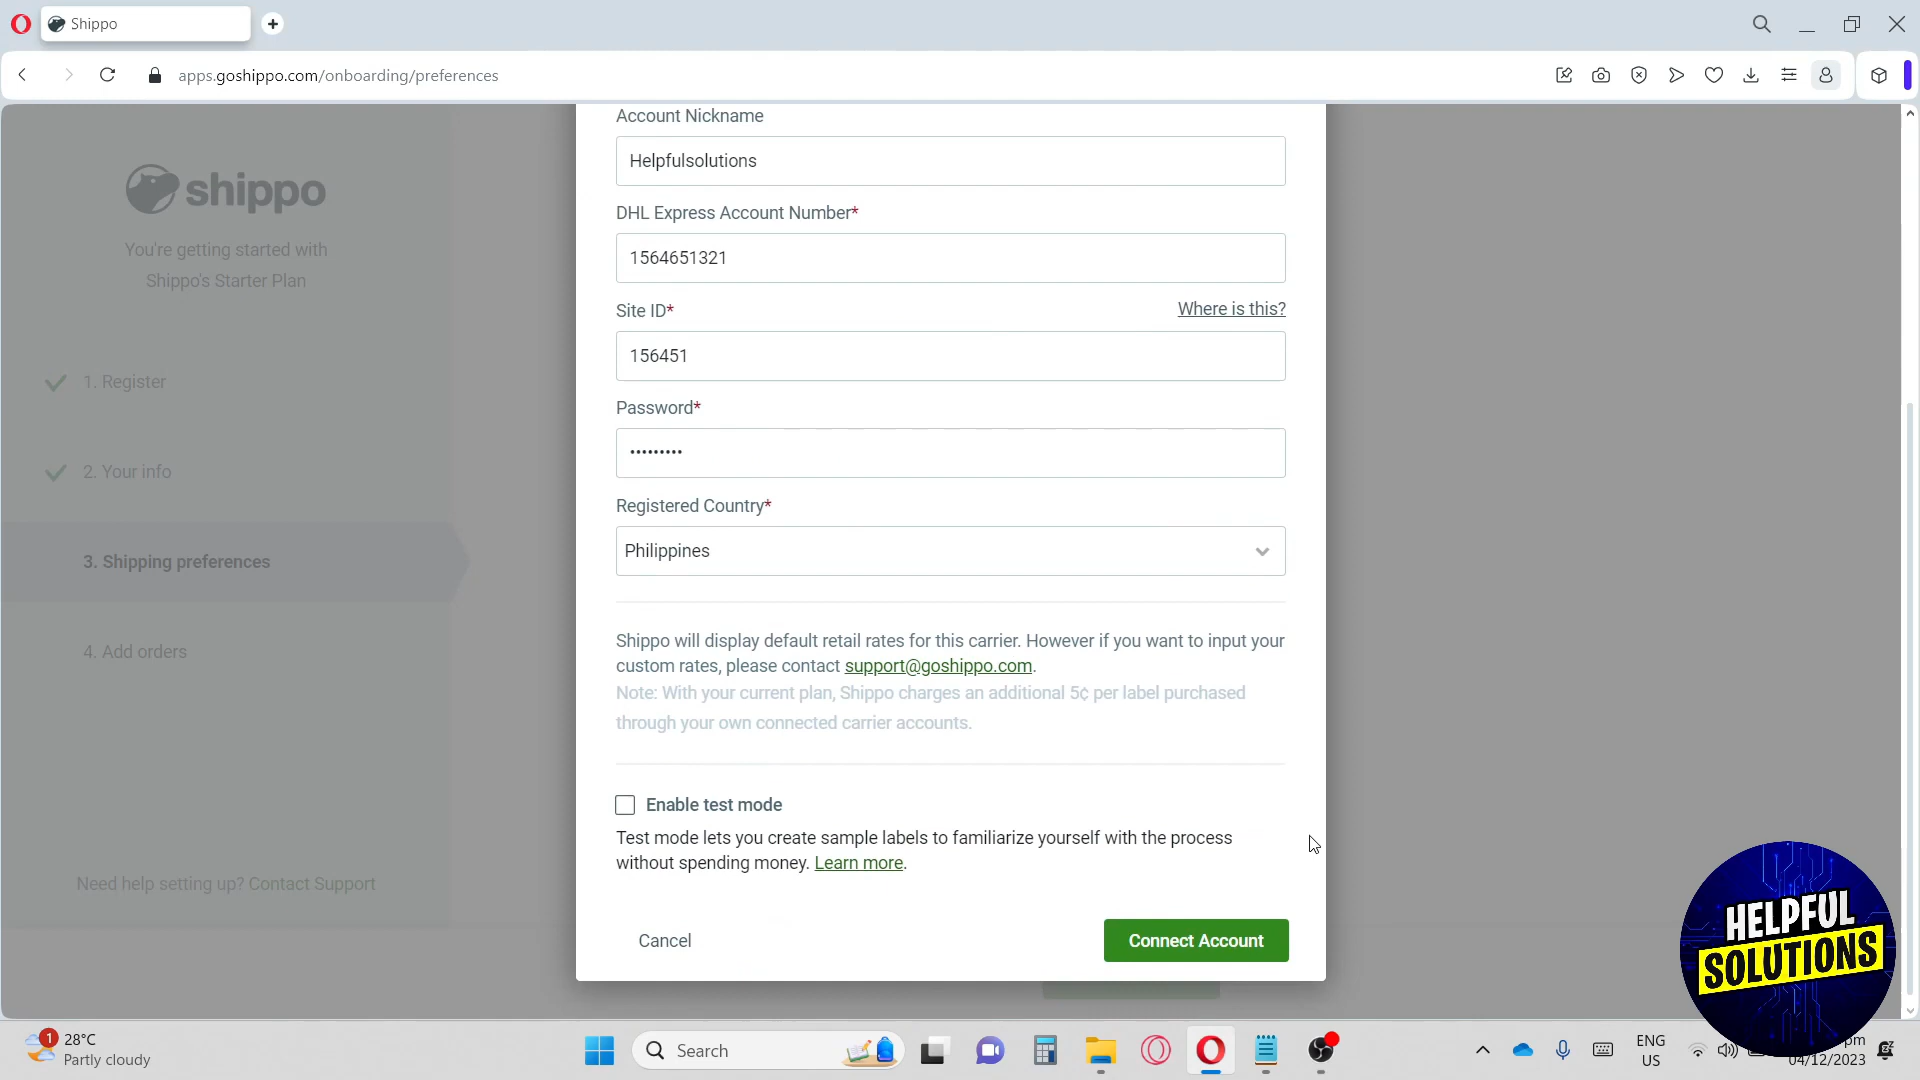 Shippo
apps.goshippo.com/onboarding/preferences
shippo
You're getting started with
Shippo's Starter Plan
1. Register
2. Your info
3. Shipping preferences
4. Add orders
Need help setting up? Contact Support
Account Nickname
Helpfulsolutions
DHL Express Account Number*
1564651321
Site ID*
Where is this?
156451
Password*
•••••••••
Registered Country*
Philippines
Shippo will display default retail rates for this carrier. However if you want to input your
custom rates, please contact support@goshippo.com.
Note: With your current plan, Shippo charges an additional 5¢ per label purchased
through your own connected carrier accounts.
Enable test mode
Test mode lets you create sample labels to familiarize yourself with the process
without spending money. Learn more.
Cancel
Connect Account
HELPFUL
SOLUTIONS
1
28°C
Partly cloudy
Search
ENG
US
pm
04/12/2023